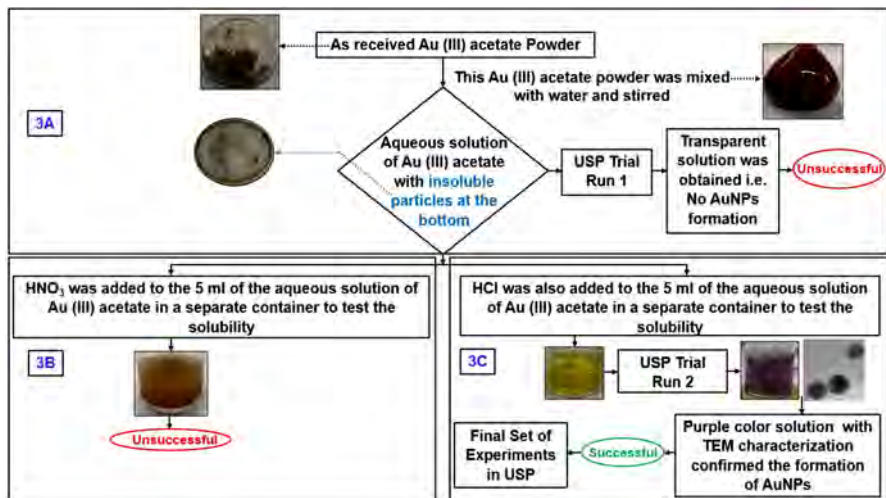 As received Au (III) acetate Powder
This Au (III) acetate powder was mixed
with water and stirred
3A
Aqueous solution
of Au (III) acetate
with insoluble
particles at the
bottom
USP Trial
Run 1
Transparent
solution was
obtained i.e.
No AuNPs
formation
Unsuccessful
HNO₃ was added to the 5 ml of the aqueous solution of
Au (III) acetate in a separate container to test the
solubility
3B
Unsuccessful
HCl was also added to the 5 ml of the aqueous solution
of Au (III) acetate in a separate container to test the
solubility
3C
USP Trial
Run 2
Purple color solution with
TEM characterization
confirmed the formation
of AuNPs
Successful
Final Set of
Experiments
in USP